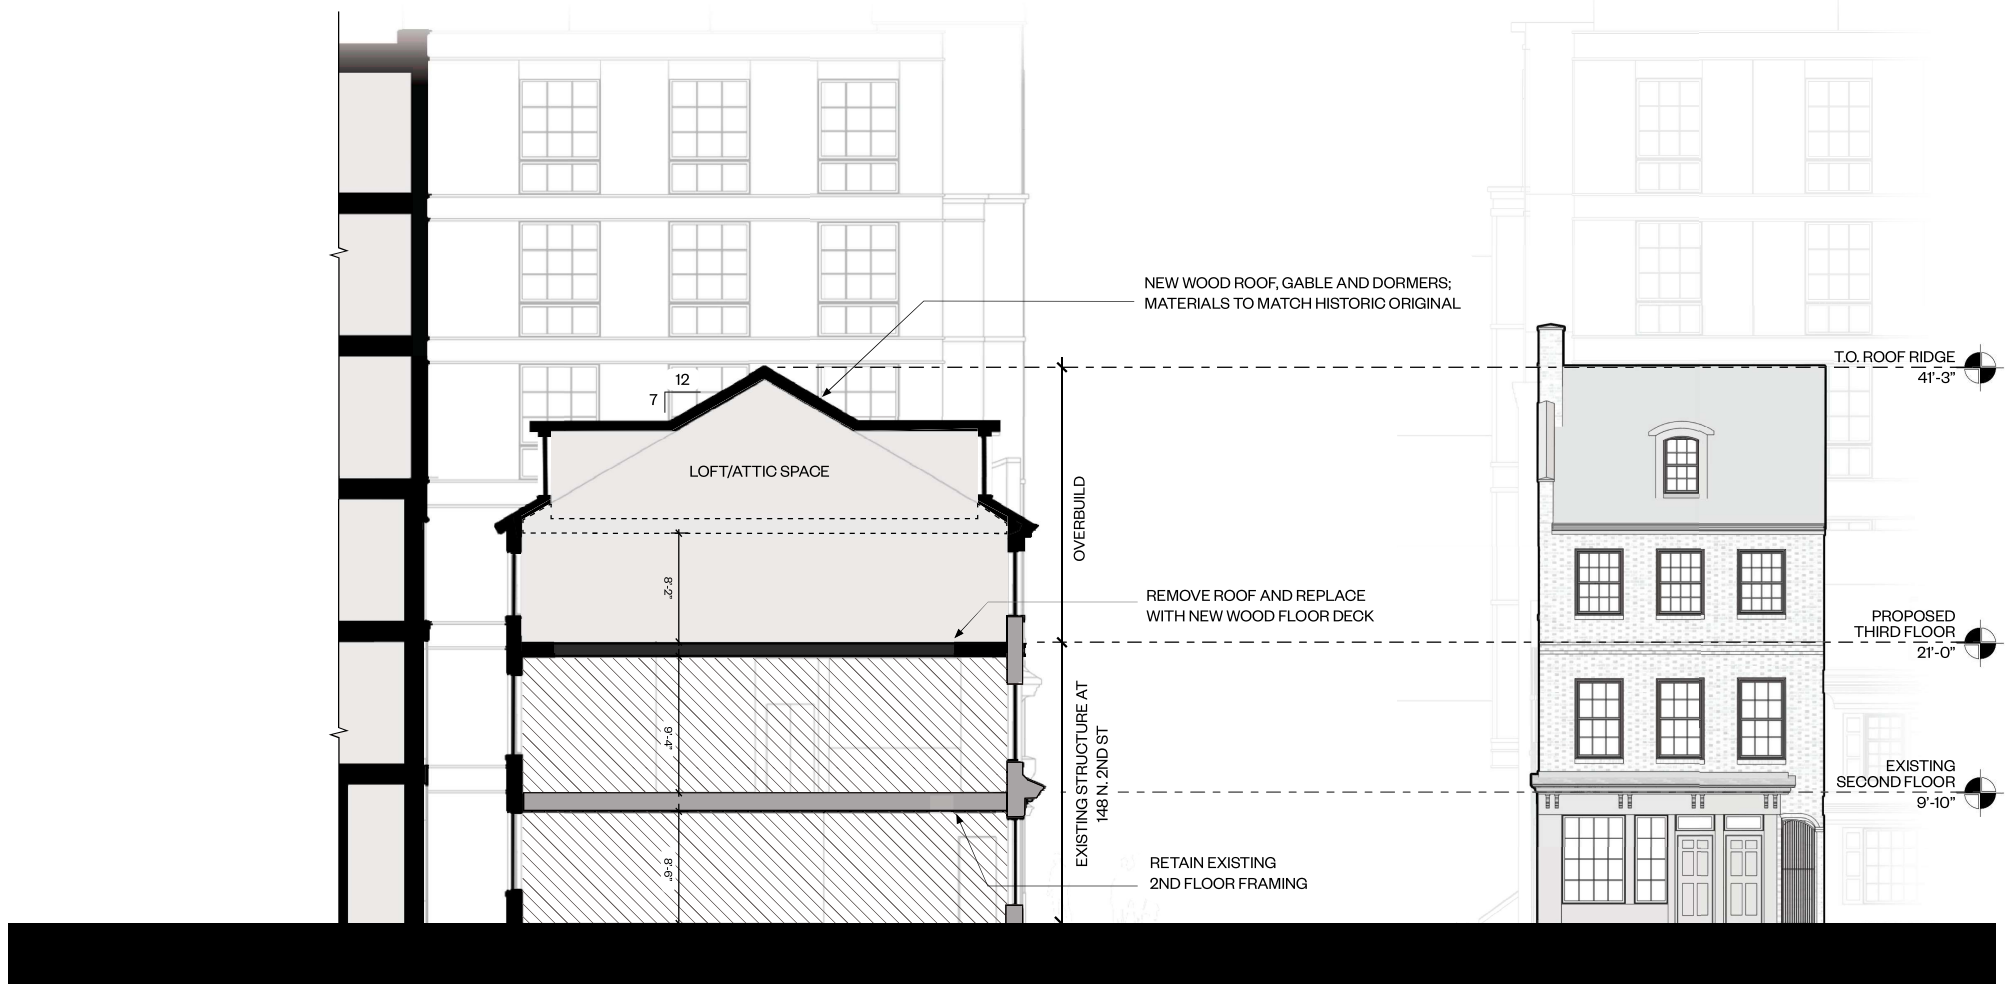 NEW WOOD ROOF, GABLE AND DORMERS;
MATERIALS TO MATCH HISTORIC ORIGINAL
T.O. ROOF RIDGE
41'-3"
12
7
LOFT/ATTIC SPACE
OVERBUILD
8'-2"
REMOVE ROOF AND REPLACE
WITH NEW WOOD FLOOR DECK
PROPOSED
THIRD FLOOR
21'-0"
9'-4"
EXISTING STRUCTURE AT
148 N. 2ND ST
EXISTING
SECOND FLOOR
9'-10"
8'-6"
RETAIN EXISTING
2ND FLOOR FRAMING